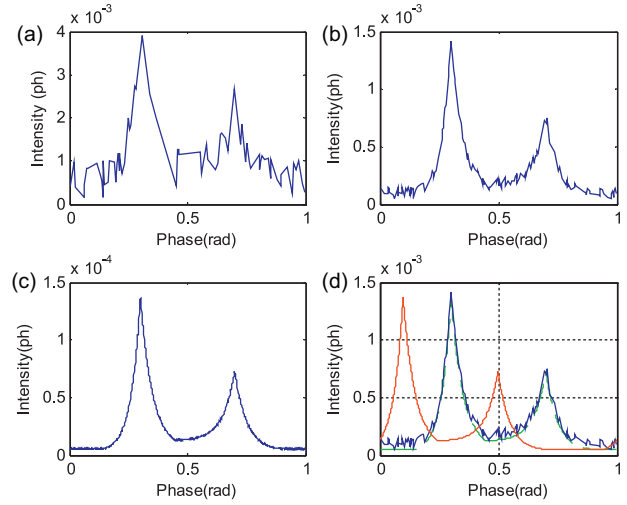 (a)
x 10⁻³
4
3
2
1
0
0 0.5 1
Intensity (ph)
Phase(rad)
(b)
x 10⁻³
1.5
1
0.5
0
0 0.5 1
Intensity(ph)
Phase(rad)
(c)
x 10⁻⁴
1.5
1
0.5
0
0 0.5 1
Intensity(ph)
Phase(rad)
(d)
x 10⁻³
1.5
1
0.5
0
0 0.5 1
Intensity(ph)
Phase(rad)